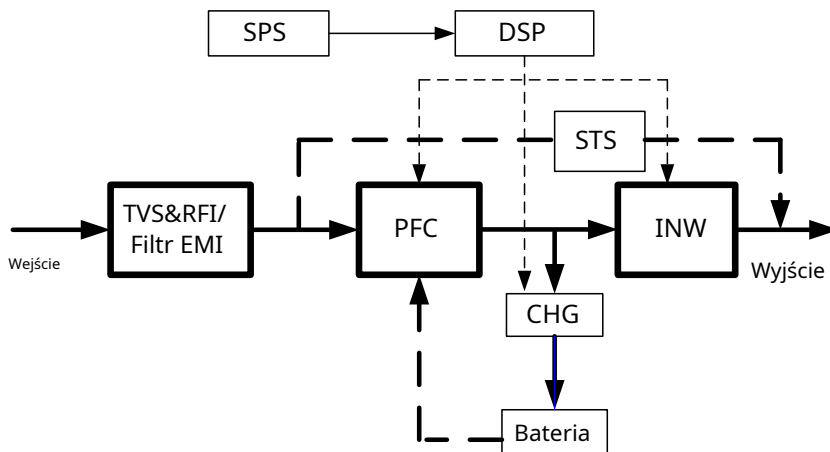 SPS
DSP
STS
TVS&RFI/
Filtr EMI
PFC
INW
Wejście
Wyjście
CHG
Bateria